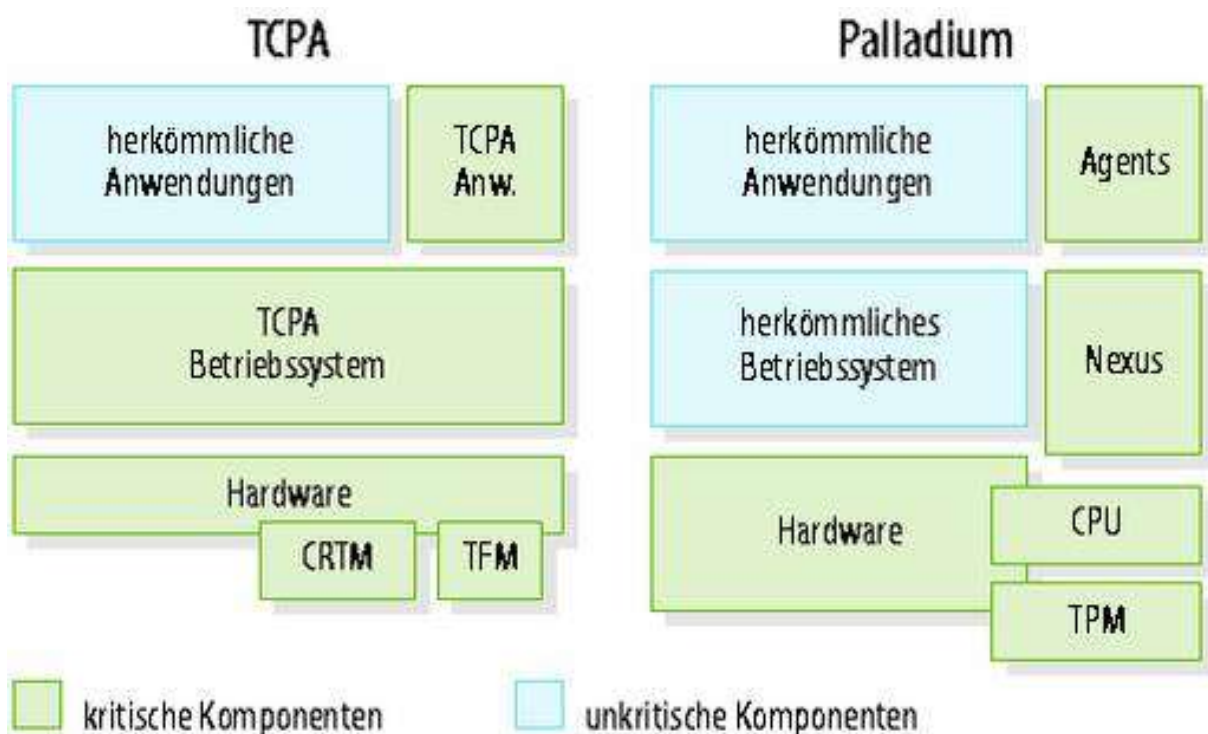 TCPA
herkömmliche
Anwendungen
TCPA
Anw.
TCPA
Betriebssystem
Hardware
CRTM
TFM
Palladium
herkömmliche
Anwendungen
Agents
herkömmliches
Betriebssystem
Nexus
Hardware
CPU
TPM
kritische Komponenten
unkritische Komponenten